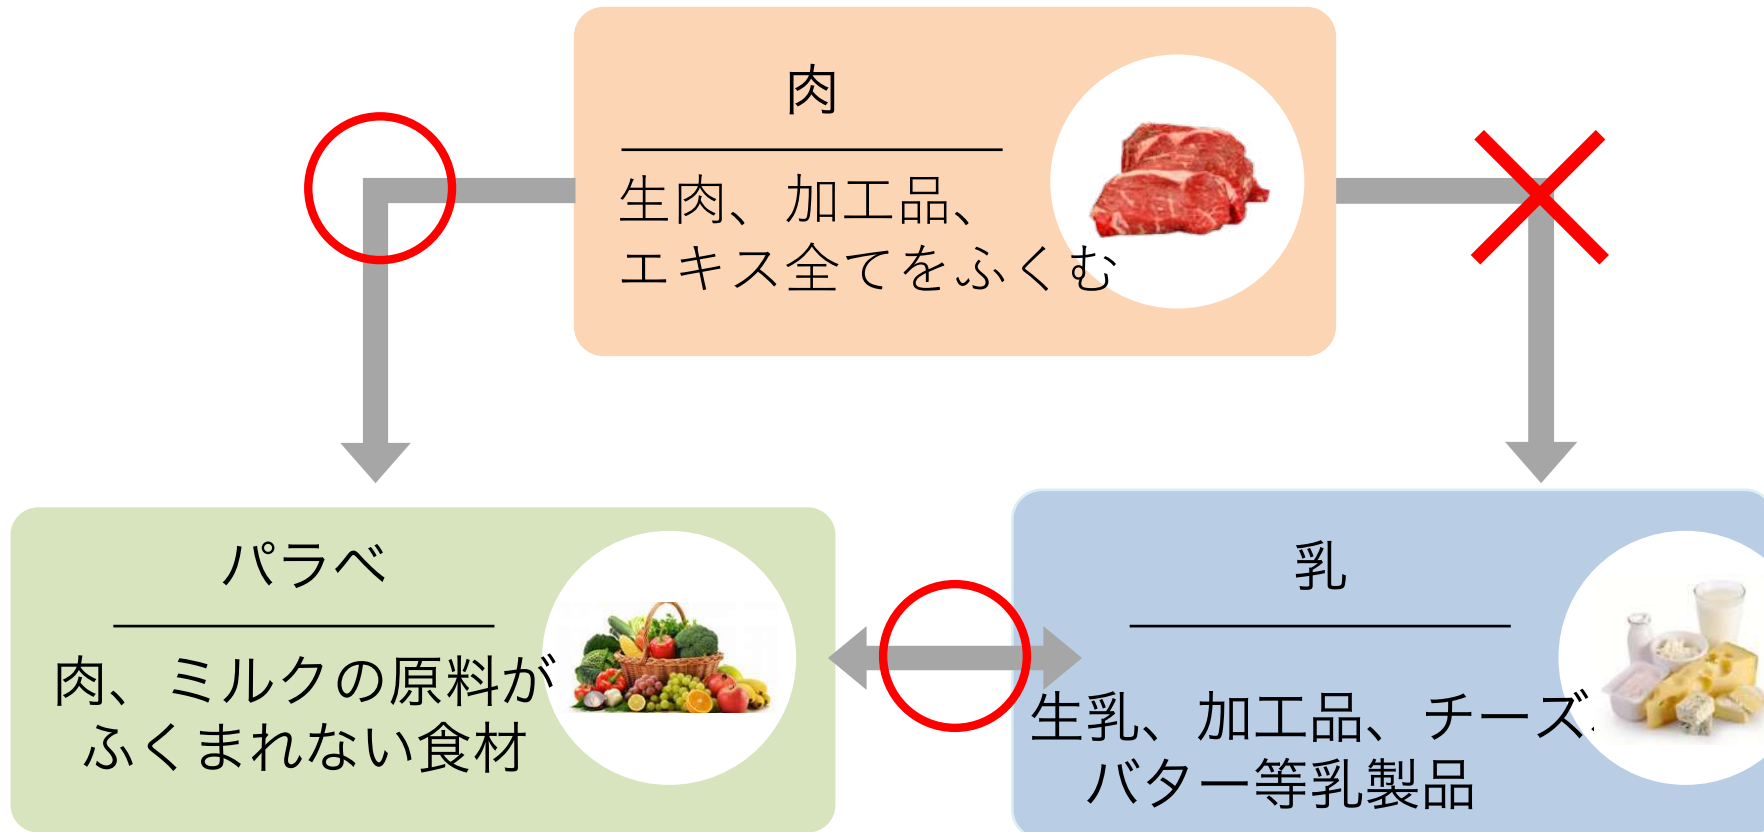 肉
生肉、加工品、
エキス全てをふくむ
パラベ
肉、ミルクの原料が
ふくまれない食材
乳
生乳、加工品、チーズ、
バター等乳製品